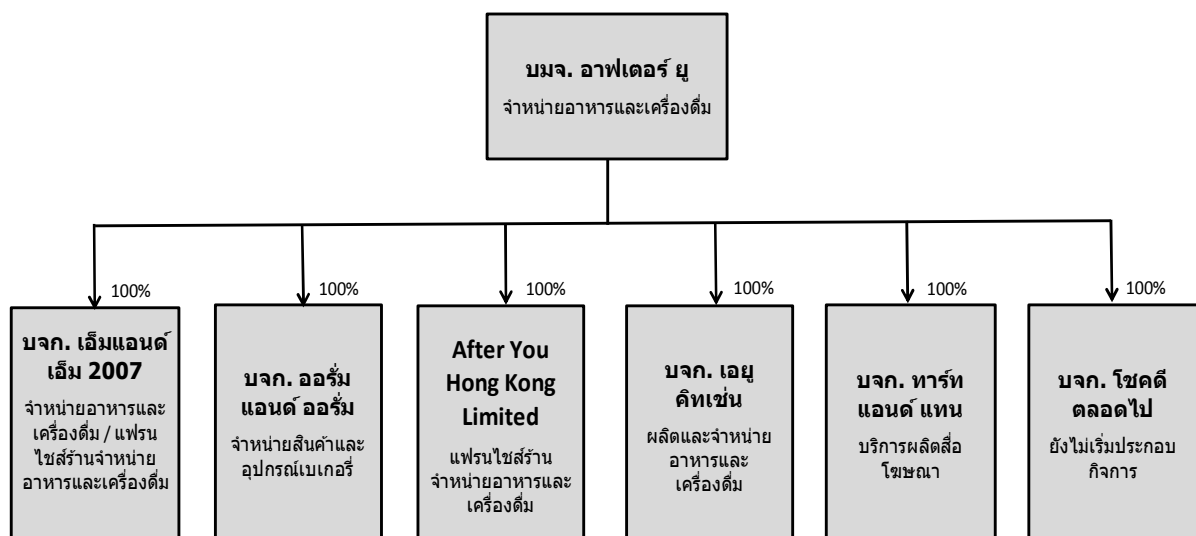 บมจ. อาฟเตอร์ ยู
จำหน่ายอาหารและเครื่องดื่ม
100%
100%
100%
100%
100%
100%
บจก. เอ็มแอนด์
เอ็ม 2007
จำหน่ายอาหารและ
เครื่องดื่ม / แฟรน
ไชส์ร้านจำหน่าย
อาหารและเครื่องดื่ม
บจก. ออรั่ม
แอนด์ ออรั่ม
จำหน่ายสินค้าและ
อุปกรณ์เบเกอรี่
After You
Hong Kong
Limited
แฟรนไชส์ร้าน
จำหน่ายอาหารและ
เครื่องดื่ม
บจก. เอยู
คิทเช่น
ผลิตและจำหน่าย
อาหารและ
เครื่องดื่ม
บจก. ทาร์ท
แอนด์ แทน
บริการผลิตสื่อ
โฆษณา
บจก. โชคดี
ตลอดไป
ยังไม่เริ่มประกอบ
กิจการ